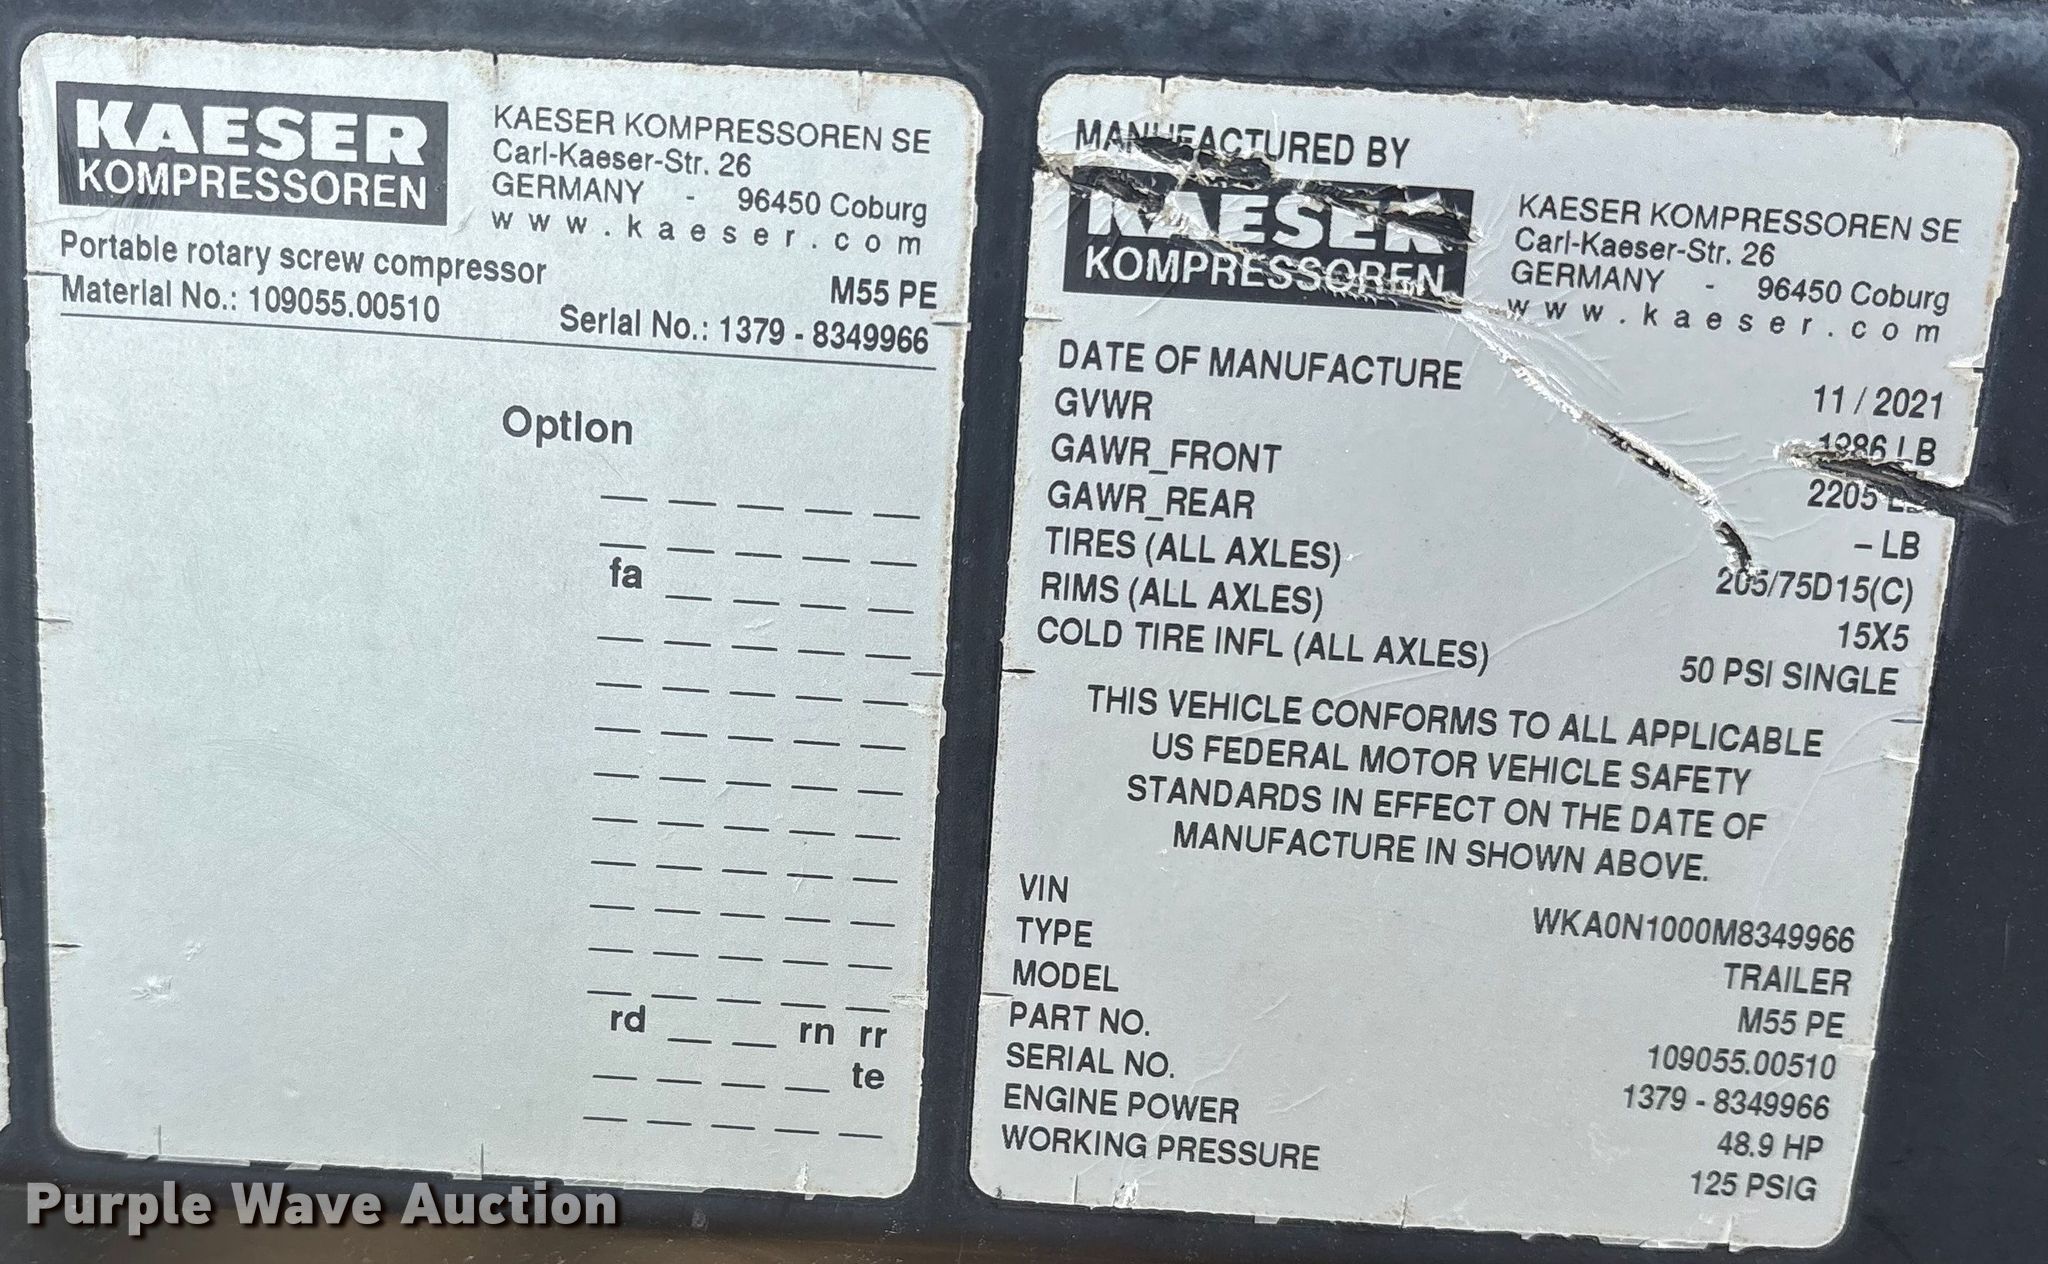 KAESER
KOMPRESSOREN
KAESER KOMPRESSOREN SE
Carl-Kaeser-Str. 26
GERMANY - 96450 Coburg
www.kaeser.com
Portable rotary screw compressor M55 PE
Material No.: 109055.00510 Serial No.: 1379 - 8349966
Option
_ _ _ _ _
_ _ _ _ _
fa _ _ _ _
_ _ _ _ _
_ _ _ _ _
_ _ _ _ _
_ _ _ _ _
_ _ _ _ _
_ _ _ _ _
_ _ _ _ _
_ _ _ _ _
_ _ _ _ _
rd _ _ rn rr
_ _ _ _ te
_ _ _ _ _
MANUFACTURED BY
KAESER
KOMPRESSOREN
KAESER KOMPRESSOREN SE
Carl-Kaeser-Str. 26
GERMANY - 96450 Coburg
www.kaeser.com
DATE OF MANUFACTURE 11 / 2021
GVWR LB
GAWR_FRONT 2205
GAWR_REAR – LB
TIRES (ALL AXLES) 205/75D15(C)
RIMS (ALL AXLES) 15X5
COLD TIRE INFL (ALL AXLES) 50 PSI SINGLE
THIS VEHICLE CONFORMS TO ALL APPLICABLE
US FEDERAL MOTOR VEHICLE SAFETY
STANDARDS IN EFFECT ON THE DATE OF
MANUFACTURE IN SHOWN ABOVE.
VIN WKA0N1000M8349966
TYPE TRAILER
MODEL M55 PE
PART NO. 109055.00510
SERIAL NO. 1379 - 8349966
ENGINE POWER 48.9 HP
WORKING PRESSURE 125 PSIG
Purple Wave Auction